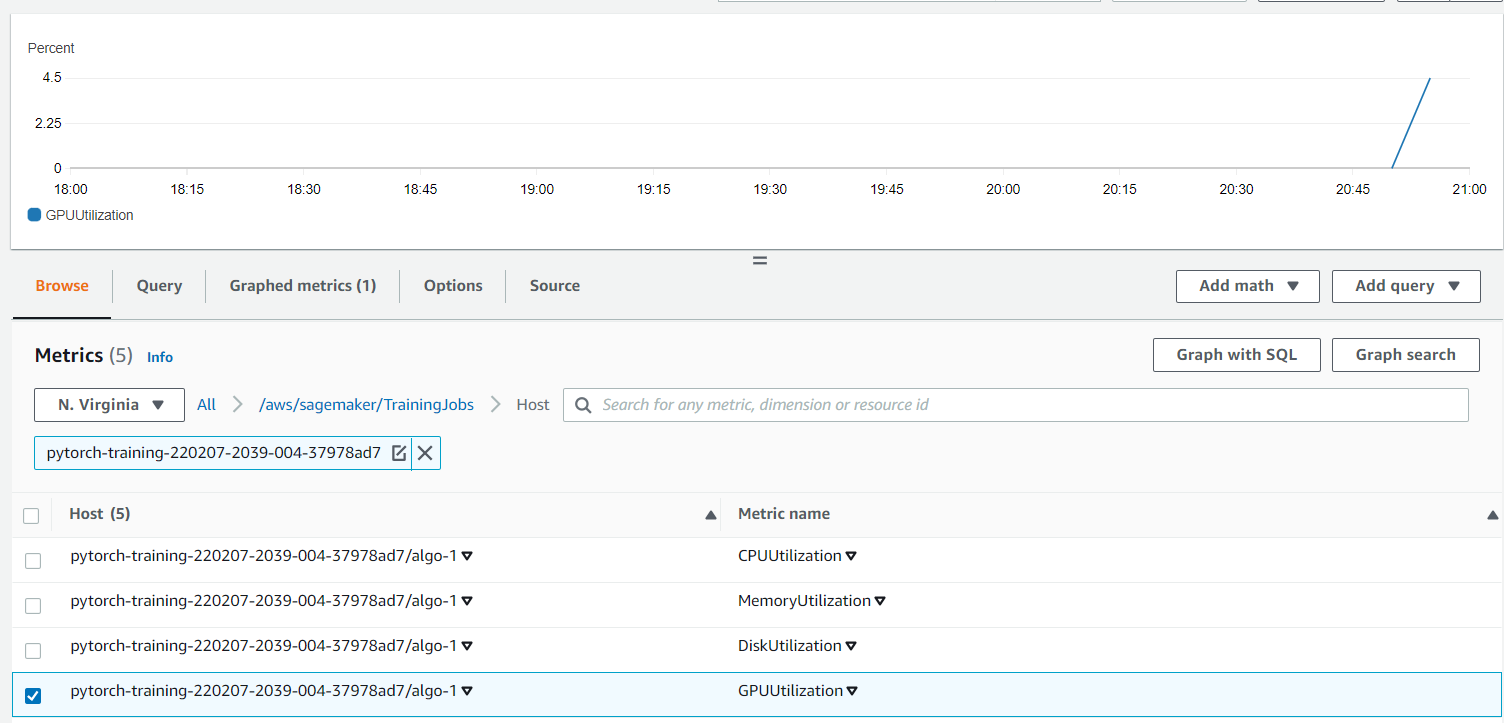 Percent
4.5
2.25
0
18:00 18:15 18:30 18:45 19:00 19:15 19:30 19:45 20:00 20:15 20:30 20:45 21:00
GPUUtilization
Browse Query Graphed metrics (1) Options Source Add math Add query
Metrics (5) Info Graph with SQL Graph search
N. Virginia All /aws/sagemaker/TrainingJobs Host Search for any metric, dimension or resource id
pytorch-training-220207-2039-004-37978ad7
Host (5) Metric name
pytorch-training-220207-2039-004-37978ad7/algo-1 CPUUtilization
pytorch-training-220207-2039-004-37978ad7/algo-1 MemoryUtilization
pytorch-training-220207-2039-004-37978ad7/algo-1 DiskUtilization
pytorch-training-220207-2039-004-37978ad7/algo-1 GPUUtilization